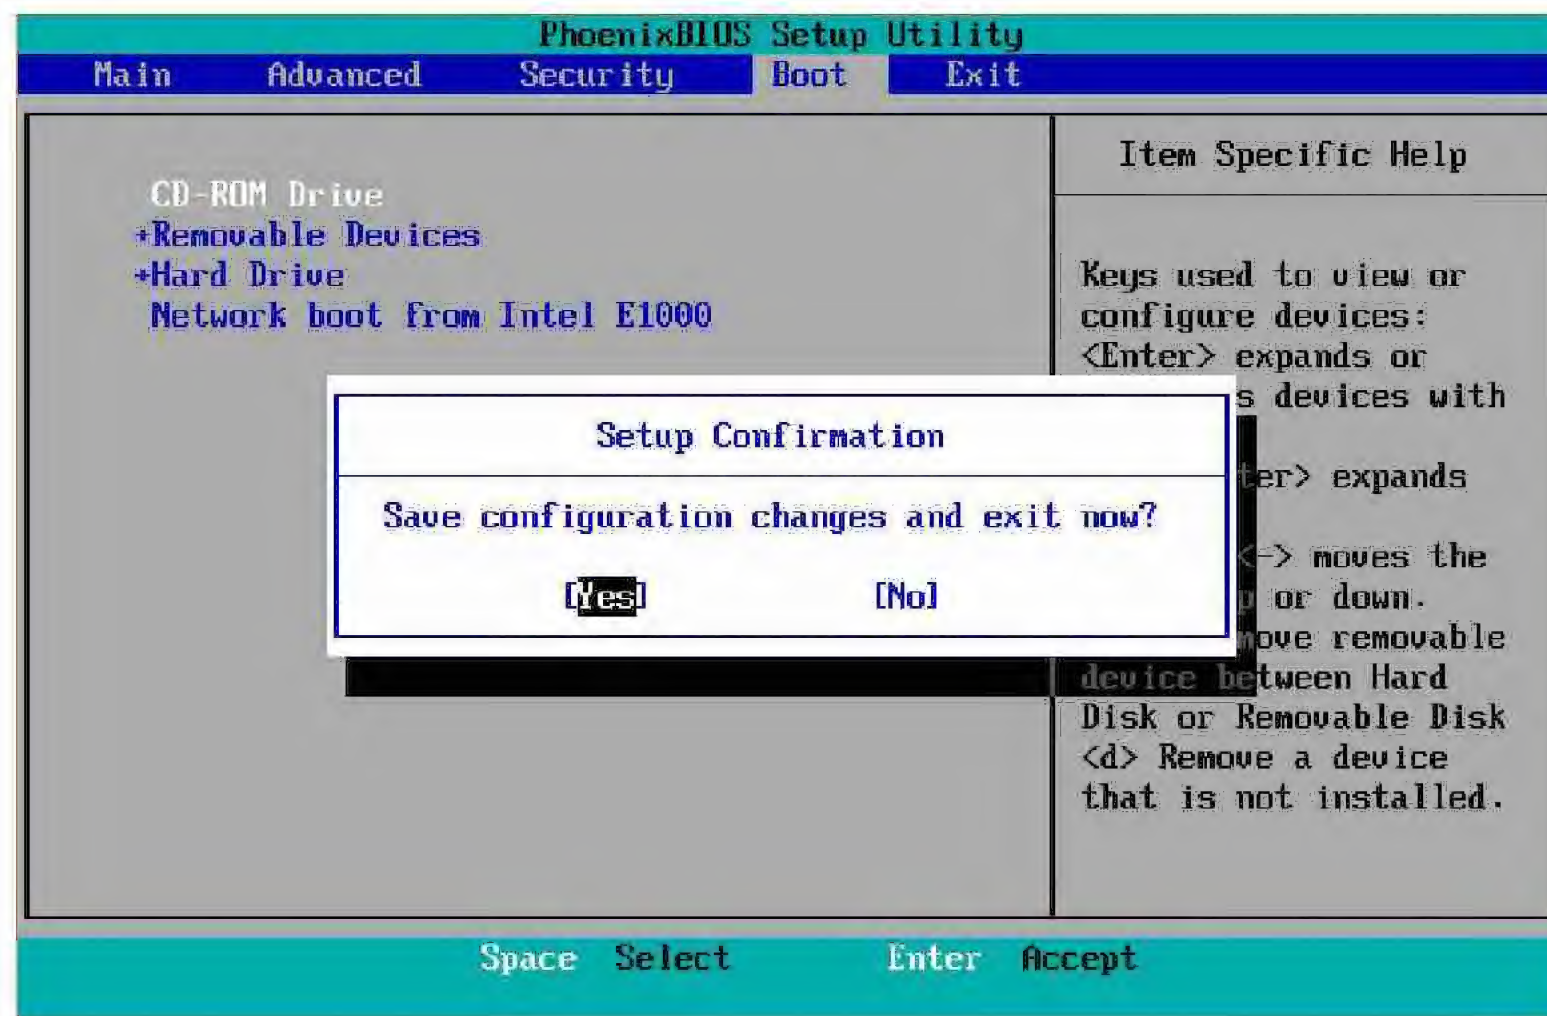 PhoenixBIOS Setup Utility
Main Advanced Security Boot Exit
CD-ROM Drive
+Removable Devices
+Hard Drive
Network boot from Intel E1000
Item Specific Help
Keys used to view or
configure devices:
<Enter> expands or
devices with
expands
moves the
or down.
removable
device between Hard
Disk or Removable Disk
<d> Remove a device
that is not installed.
Setup Confirmation
Save configuration changes and exit now?
[Yes] [No]
Space Select Enter Accept